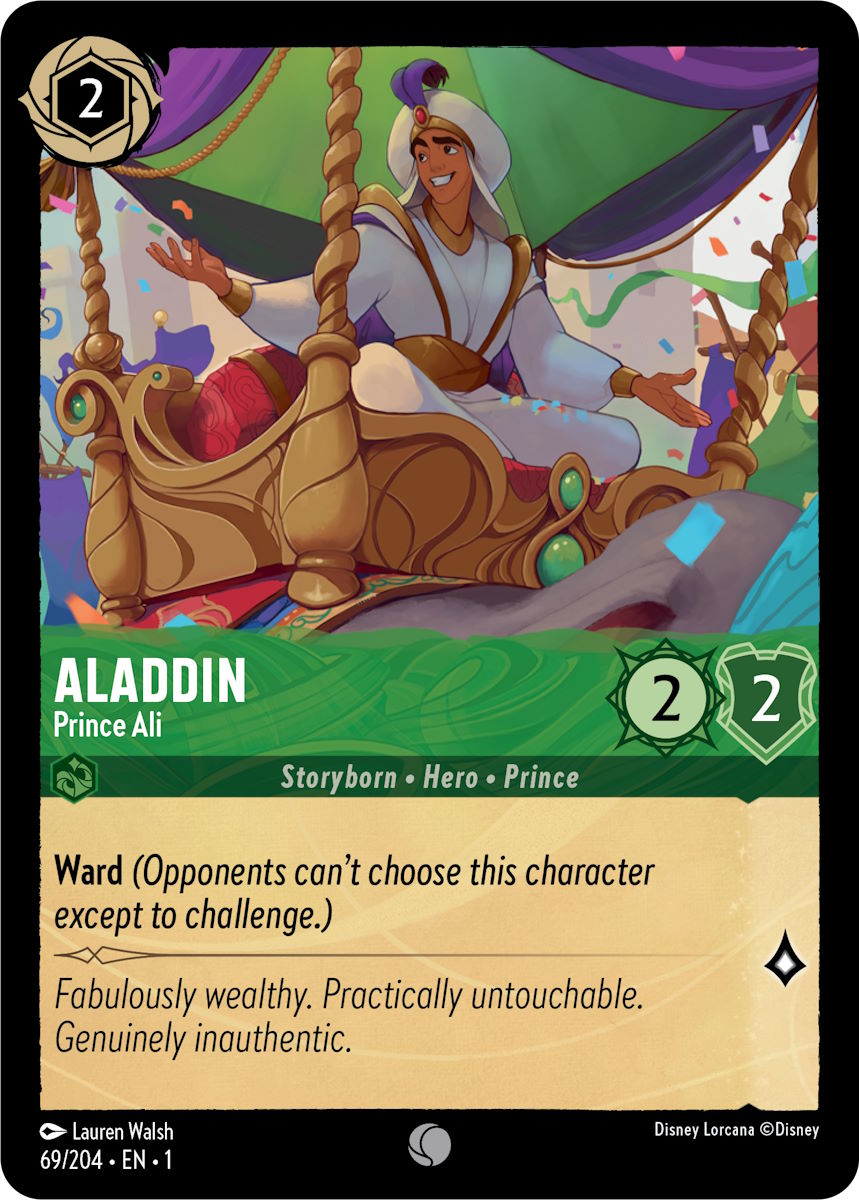 2
ALADDIN
Prince Ali
2
2
Storyborn • Hero • Prince
Ward (Opponents can't choose this character
except to challenge.)
Fabulously wealthy. Practically untouchable.
Genuinely inauthentic.
Lauren Walsh
69/204 • EN • 1
Disney Lorcana ©Disney